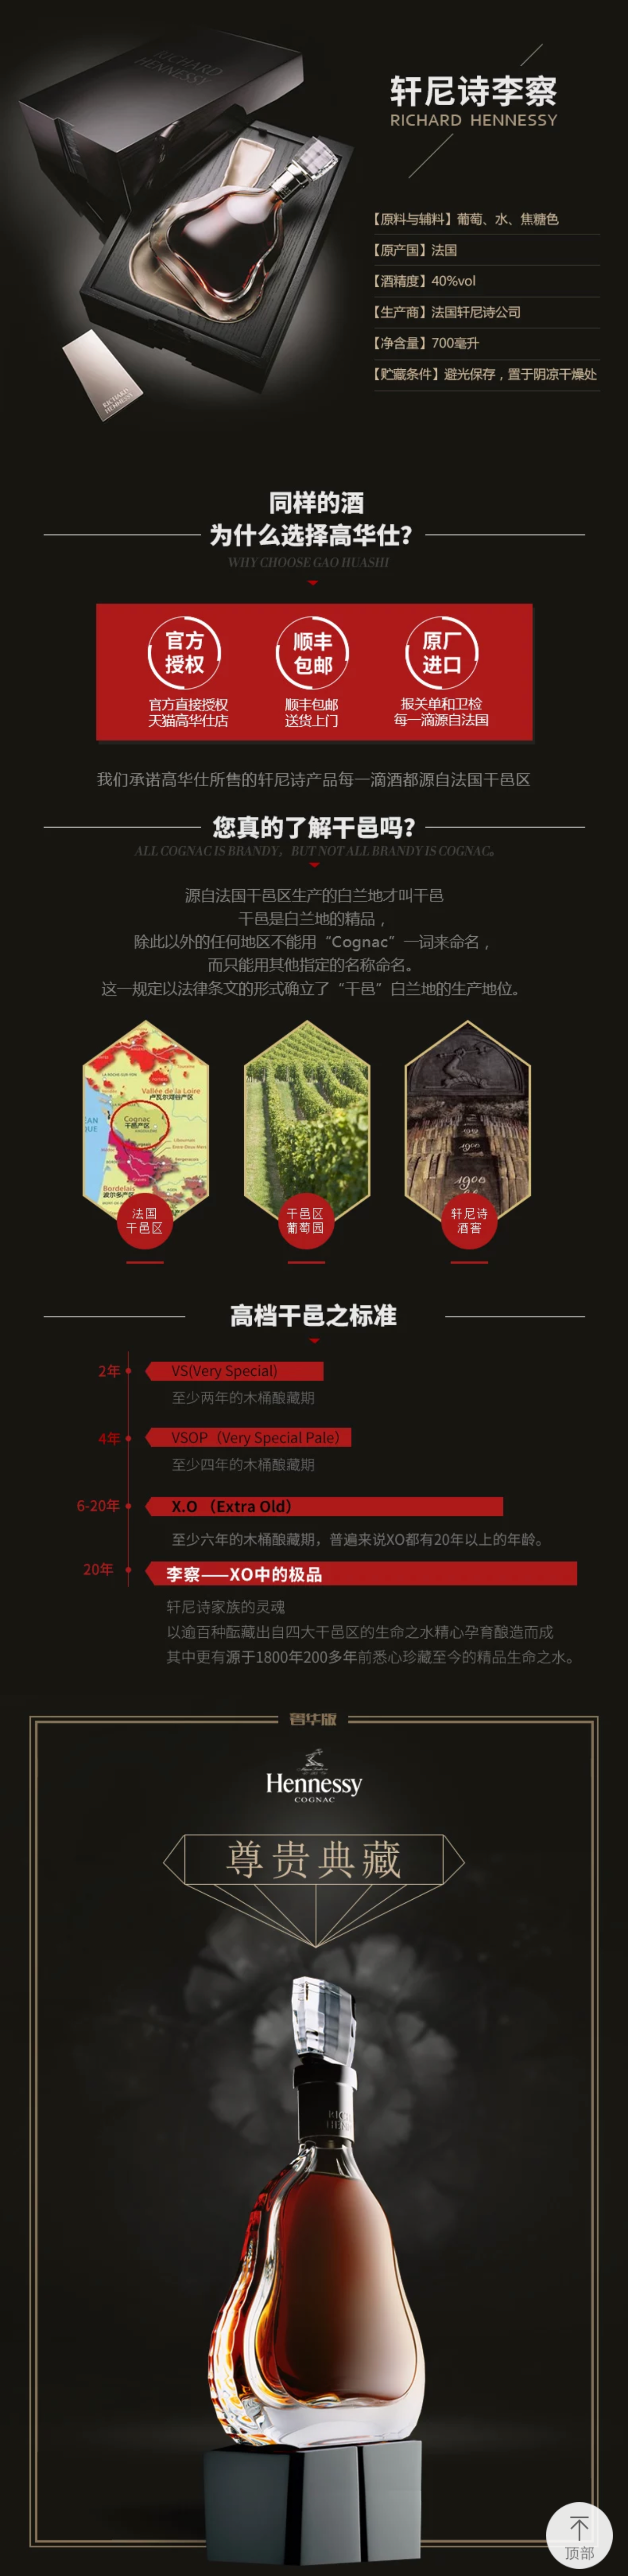 RICHARD
HENNESSY
轩尼诗李察
RICHARD HENNESSY
【原料与辅料】葡萄、水、焦糖色
【原产国】法国
【酒精度】40%vol
【生产商】法国轩尼诗公司
【净含量】700毫升
【贮藏条件】避光保存，置于阴凉干燥处
RICHARD
HENNESSY
同样的酒
为什么选择高华仕?
WHY CHOOSE GAO HUASHI
官方
授权
顺丰
包邮
原厂
进口
官方直接授权
天猫高华仕店
顺丰包邮
送货上门
报关单和卫检
每一滴源自法国
我们承诺高华仕所售的轩尼诗产品每一滴酒都源自法国干邑区
您真的了解干邑吗?
ALL COGNAC IS BRANDY, BUT NOT ALL BRANDY IS COGNAC。
源自法国干邑区生产的白兰地才叫干邑
干邑是白兰地的精品，
除此以外的任何地区不能用“Cognac”一词来命名，
而只能用其他指定的名称命名。
这一规定以法律条文的形式确立了“干邑”白兰地的生产地位。
Vallée de la Loire
卢瓦尔河谷产区
Cognac
干邑产区
Bordelais
波尔多产区
法国
干邑区
干邑区
葡萄园
1900
1900
轩尼诗
酒窖
高档干邑之标准
2年
VS(Very Special)
至少两年的木桶酿藏期
4年
VSOP（Very Special Pale）
至少四年的木桶酿藏期
6-20年
X.O （Extra Old）
至少六年的木桶酿藏期，普遍来说XO都有20年以上的年龄。
20年
李察——XO中的极品
轩尼诗家族的灵魂
以逾百种酝藏出自四大干邑区的生命之水精心孕育酿造而成
其中更有源于1800年200多年前悉心珍藏至今的精品生命之水。
奢华版
Hennessy
COGNAC
尊贵典藏
RIC
HEN
顶部